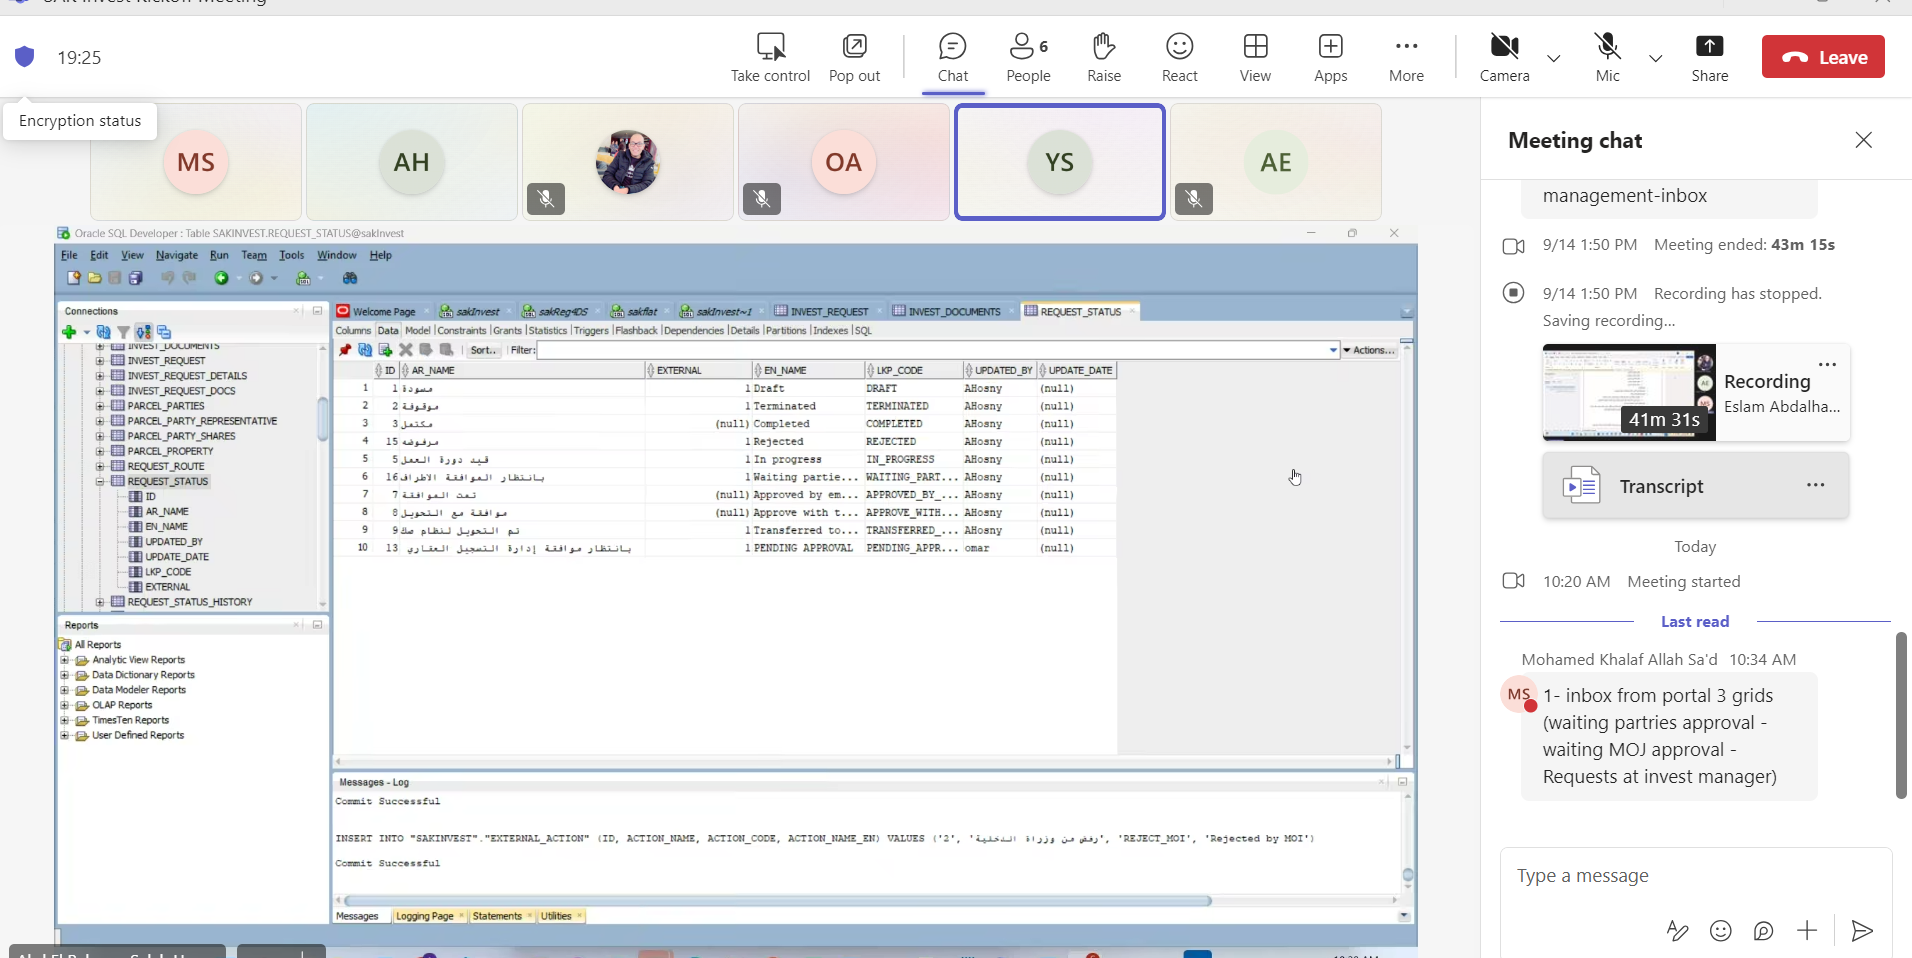 19:25
Take control
Pop out
Chat
6
People
Raise
React
View
Apps
More
Camera
Mic
Share
Leave
Encryption status
MS
AH
OA
YS
AE
Oracle SQL Developer : Table SAKINVEST.REQUEST_STATUS@sakInvest
File Edit View Navigate Run Team Tools Window Help
Connections
INVEST_DOCUMENTS
INVEST_REQUEST
INVEST_REQUEST_DETAILS
INVEST_REQUEST_DOCS
PARCEL_PARTIES
PARCEL_PARTY_REPRESENTATIVE
PARCEL_PARTY_SHARES
PARCEL_PROPERTY
REQUEST_ROUTE
REQUEST_STATUS
ID
AR_NAME
EN_NAME
UPDATED_BY
UPDATE_DATE
LKP_CODE
EXTERNAL
REQUEST_STATUS_HISTORY
Reports
All Reports
Analytic View Reports
Data Dictionary Reports
Data Modeler Reports
OLAP Reports
TimesTen Reports
User Defined Reports
Welcome Page sakInvest sakReg4DS sakflat sakInvest~1 INVEST_REQUEST INVEST_DOCUMENTS REQUEST_STATUS
Columns Data Model Constraints Grants Statistics Triggers Flashback Dependencies Details Partitions Indexes SQL
Sort.. Filter: Actions...
ID AR_NAME EXTERNAL EN_NAME LKP_CODE UPDATED_BY UPDATE_DATE
1 1 مسودة 1 Draft DRAFT AHosny (null)
2 2 موقوفة 1 Terminated TERMINATED AHosny (null)
3 3 مكتمل (null) Completed COMPLETED AHosny (null)
4 15 مرفوضه 1 Rejected REJECTED AHosny (null)
5 5 قيد دورة العمل 1 In progress IN_PROGRESS AHosny (null)
6 16 بانتظار الموافقة الاطراف 1 Waiting partie... WAITING_PART... AHosny (null)
7 7 تمت الموافقة (null) Approved by em... APPROVED_BY_... AHosny (null)
8 8 موافقة مع التحويل (null) Approve with t... APPROVE_WITH... AHosny (null)
9 9 تم التحويل لنظام صك 1 Transferred to... TRANSFERRED_... AHosny (null)
10 13 بانتظار موافقة إدارة التسجيل العقاري 1 PENDING APPROVAL PENDING_APPR... omar (null)
Messages - Log
Commit Successful
INSERT INTO "SAKINVEST"."EXTERNAL_ACTION" (ID, ACTION_NAME, ACTION_CODE, ACTION_NAME_EN) VALUES ('2', 'رفض من وزراة الداخلية', 'REJECT_MOI', 'Rejected by MOI')
Commit Successful
Messages Logging Page Statements Utilities
Meeting chat
management-inbox
9/14 1:50 PM Meeting ended: 43m 15s
9/14 1:50 PM Recording has stopped.
Saving recording...
Recording
Eslam Abdalha...
41m 31s
Transcript
Today
10:20 AM Meeting started
Last read
Mohamed Khalaf Allah Sa'd 10:34 AM
MS
1- inbox from portal 3 grids
(waiting partries approval -
waiting MOJ approval -
Requests at invest manager)
Type a message